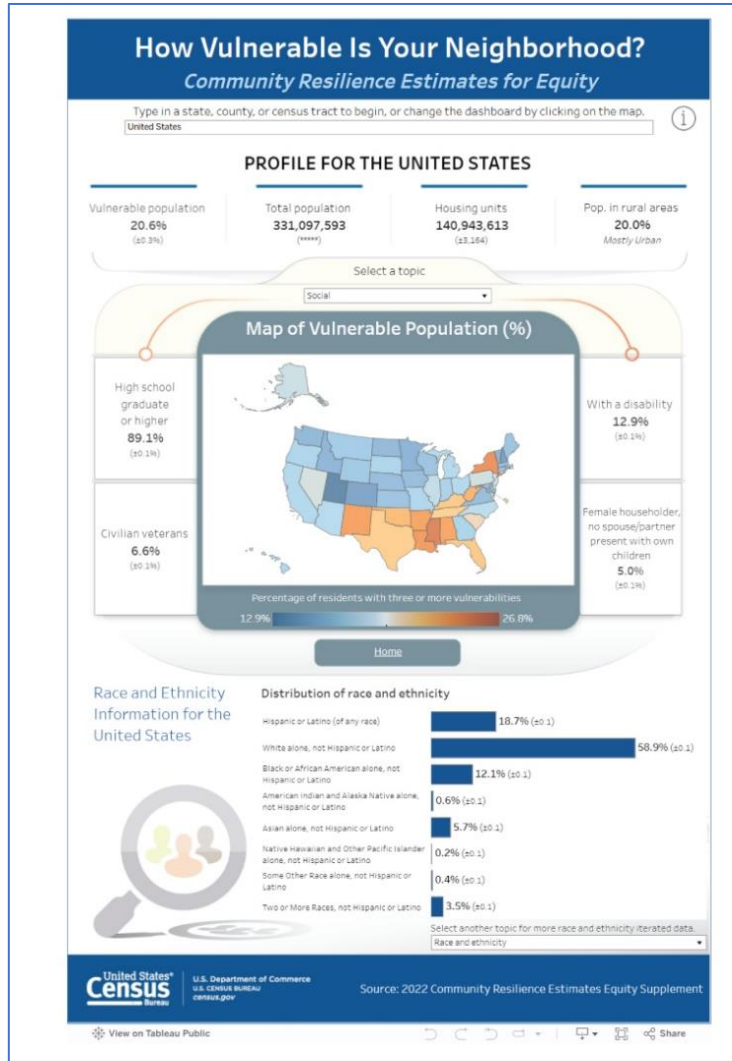 How Vulnerable Is Your Neighborhood?
Community Resilience Estimates for Equity
Type in a state, county, or census tract to begin, or change the dashboard by clicking on the map.
United States
i
PROFILE FOR THE UNITED STATES
Vulnerable population
20.6%
(±0.3%)
Total population
331,097,593
(*****)
Housing units
140,943,613
(±3,164)
Pop. in rural areas
20.0%
Mostly Urban
Select a topic
Social
High school
graduate
or higher
89.1%
(±0.1%)
Civilian veterans
6.6%
(±0.1%)
Map of Vulnerable Population (%)
Percentage of residents with three or more vulnerabilities
12.9%
26.8%
With a disability
12.9%
(±0.1%)
Female householder,
no spouse/partner
present with own
children
5.0%
(±0.1%)
Home
Race and Ethnicity
Information for the
United States
Distribution of race and ethnicity
Hispanic or Latino (of any race)
18.7% (±0.1)
White alone, not Hispanic or Latino
58.9% (±0.1)
Black or African American alone, not
Hispanic or Latino
12.1% (±0.1)
American Indian and Alaska Native alone,
not Hispanic or Latino
0.6% (±0.1)
Asian alone, not Hispanic or Latino
5.7% (±0.1)
Native Hawaiian and Other Pacific Islander
alone, not Hispanic or Latino
0.2% (±0.1)
Some Other Race alone, not Hispanic or
Latino
0.4% (±0.1)
Two or More Races, not Hispanic or Latino
3.5% (±0.1)
Select another topic for more race and ethnicity iterated data.
Race and ethnicity
United States®
Census
Bureau
U.S. Department of Commerce
U.S. CENSUS BUREAU
census.gov
Source: 2022 Community Resilience Estimates Equity Supplement
View on Tableau Public
Share